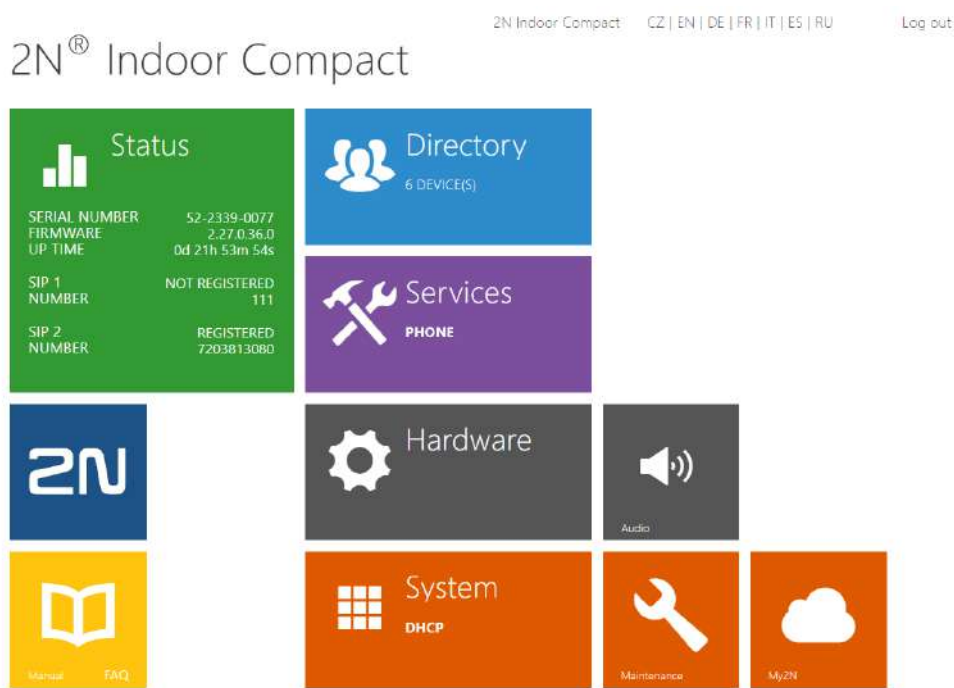 2N Indoor Compact CZ | EN | DE | FR | IT | ES | RU Log out
2N® Indoor Compact
Status
SERIAL NUMBER 52-2339-0077
FIRMWARE 2.27.0.36.0
UP TIME 0d 21h 53m 54s
SIP 1 NOT REGISTERED
NUMBER 111
SIP 2 REGISTERED
NUMBER 7203813080
Directory
6 DEVICE(S)
Services
PHONE
2N
Hardware
Audio
Manual FAQ
System
DHCP
Maintenance
My2N